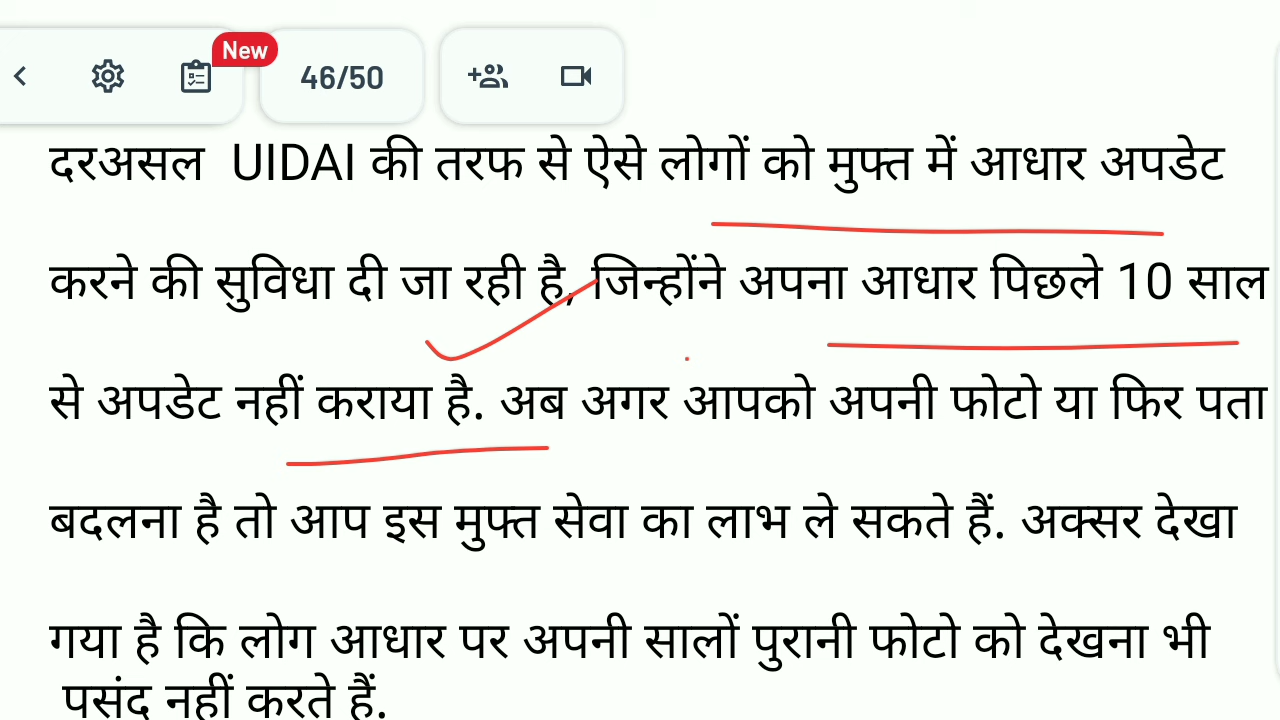 New
46/50
दरअसल UIDAI की तरफ से ऐसे लोगों को मुफ्त में आधार अपडेट
करने की सुविधा दी जा रही है, जिन्होंने अपना आधार पिछले 10 साल
से अपडेट नहीं कराया है. अब अगर आपको अपनी फोटो या फिर पता
बदलना है तो आप इस मुफ्त सेवा का लाभ ले सकते हैं. अक्सर देखा
गया है कि लोग आधार पर अपनी सालों पुरानी फोटो को देखना भी
पसंद नहीं करते हैं.